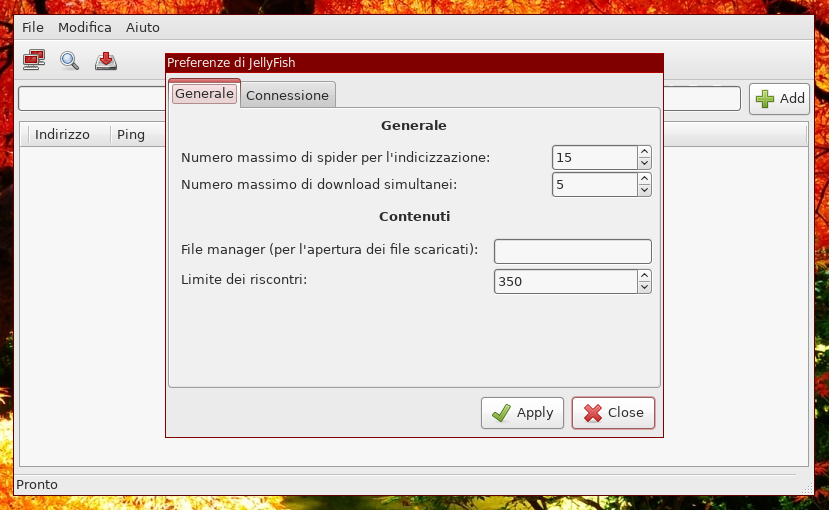 File Modifica Aiuto
Preferenze di JellyFish
Generale Connessione
Add
Indirizzo Ping
Generale
Numero massimo di spider per l'indicizzazione: 15
Numero massimo di download simultanei: 5
Contenuti
File manager (per l'apertura dei file scaricati):
Limite dei riscontri: 350
Apply Close
Pronto